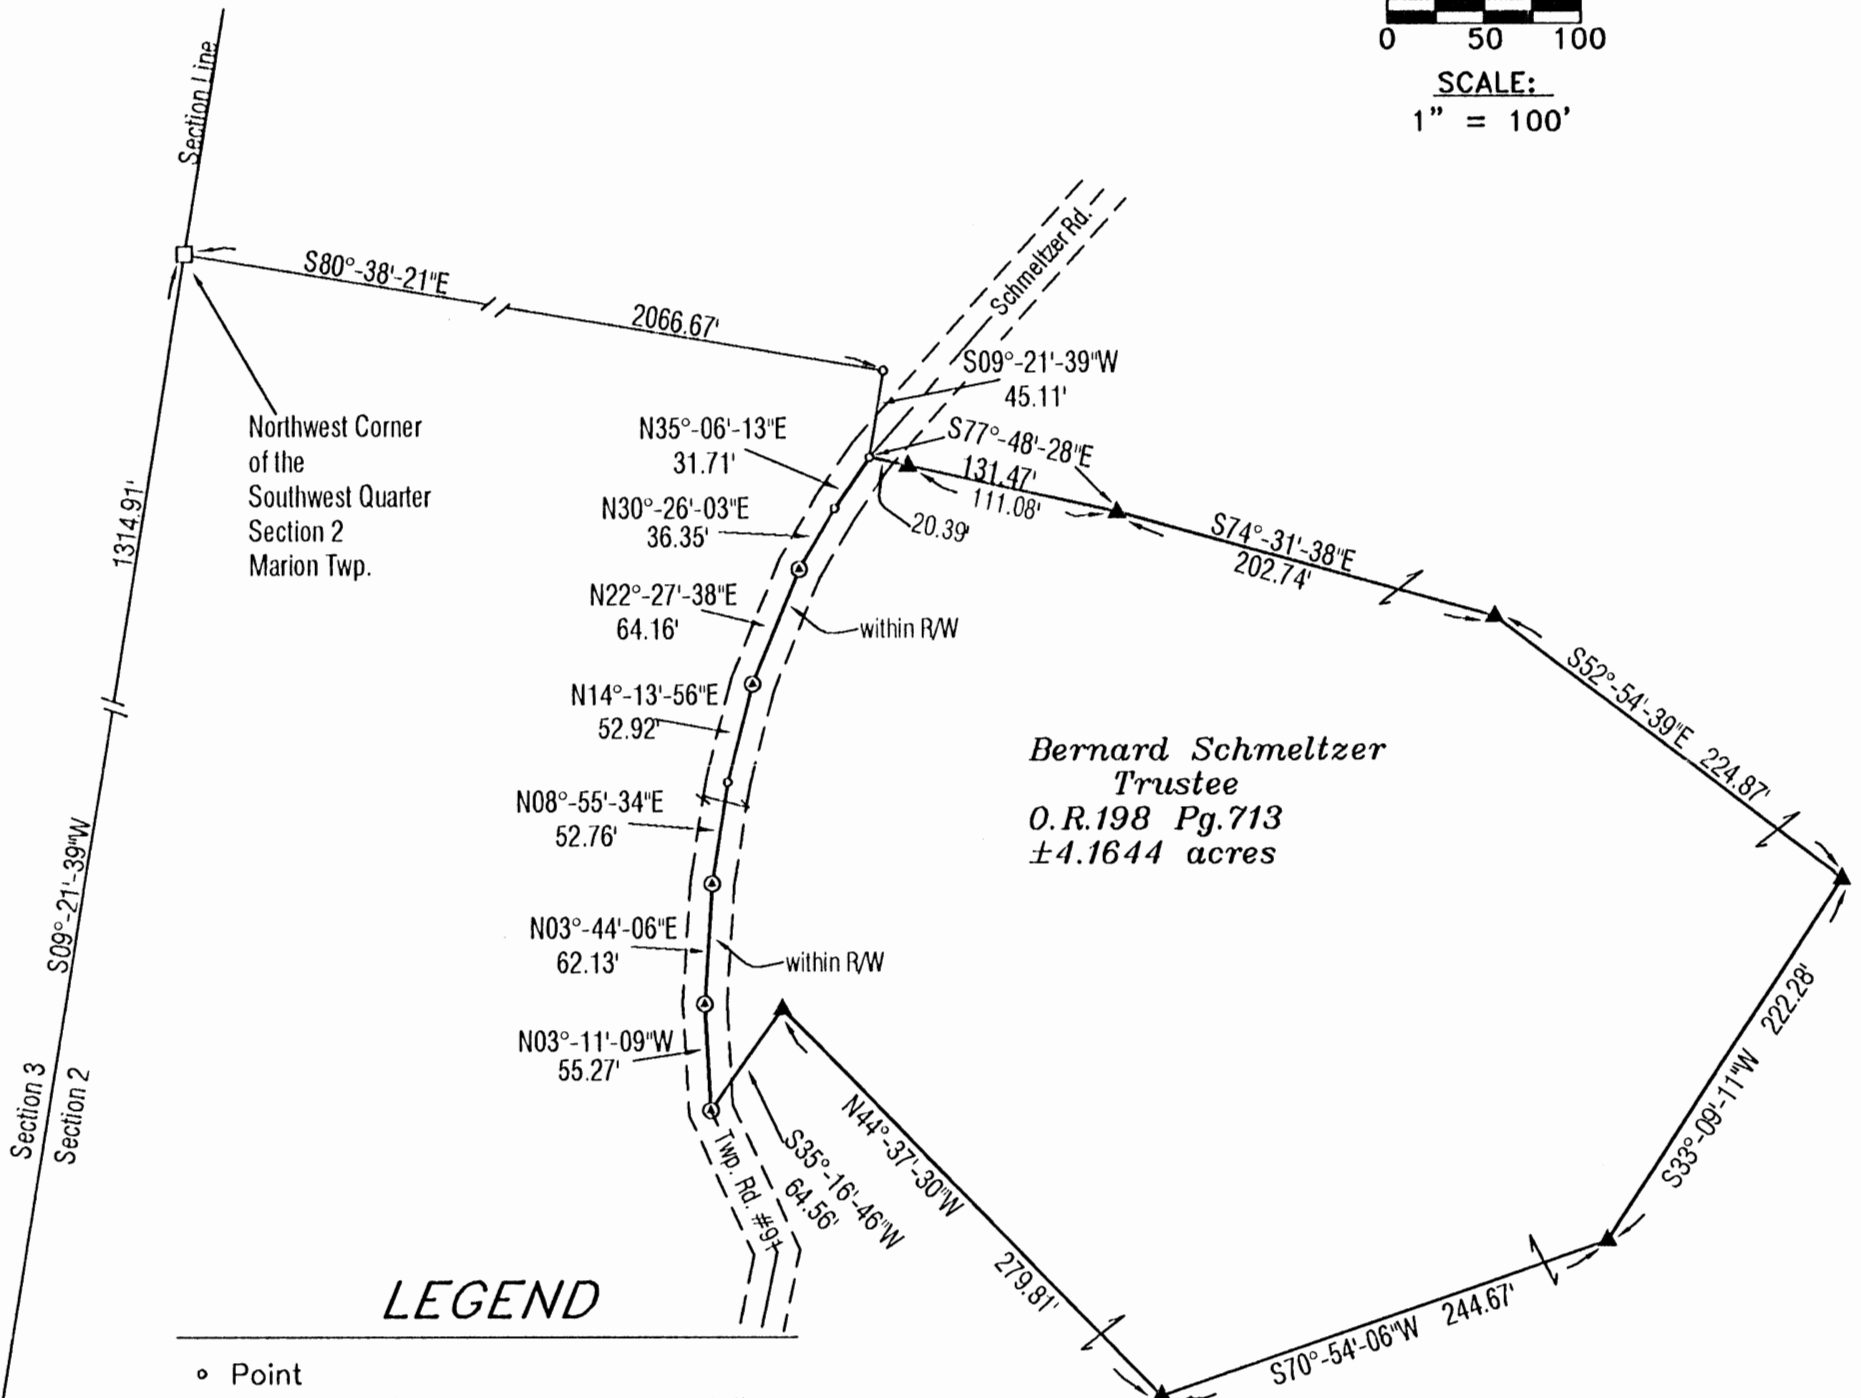 0 50 100
SCALE:
1" = 100'
Section Line
S80°-38'-21"E
2066.67'
Schmeltzer Rd.
S09°-21'-39"W
45.11'
Northwest Corner
of the
Southwest Quarter
Section 2
Marion Twp.
N35°-06'-13"E
31.71'
S77°-48'-28"E
131.47'
111.08'
20.39'
N30°-26'-03"E
36.35'
S74°-31'-38"E
202.74'
1314.91'
N22°-27'-38"E
64.16'
within R/W
S52°-54'-39"E 224.87'
N14°-13'-56"E
52.92'
Bernard Schmeltzer
Trustee
O.R.198 Pg.713
±4.1644 acres
N08°-55'-34"E
52.76'
S09°-21'-39"W
N03°-44'-06"E
62.13'
within R/W
N03°-11'-09"W
55.27'
S33°-09'-11"W 222.28'
Section 3
Section 2
Twp. Rd. #91
S35°-16'-46"W
64.56'
N44°-37'-30"W
279.81'
S70°-54'-06"W 244.67'
LEGEND
Point